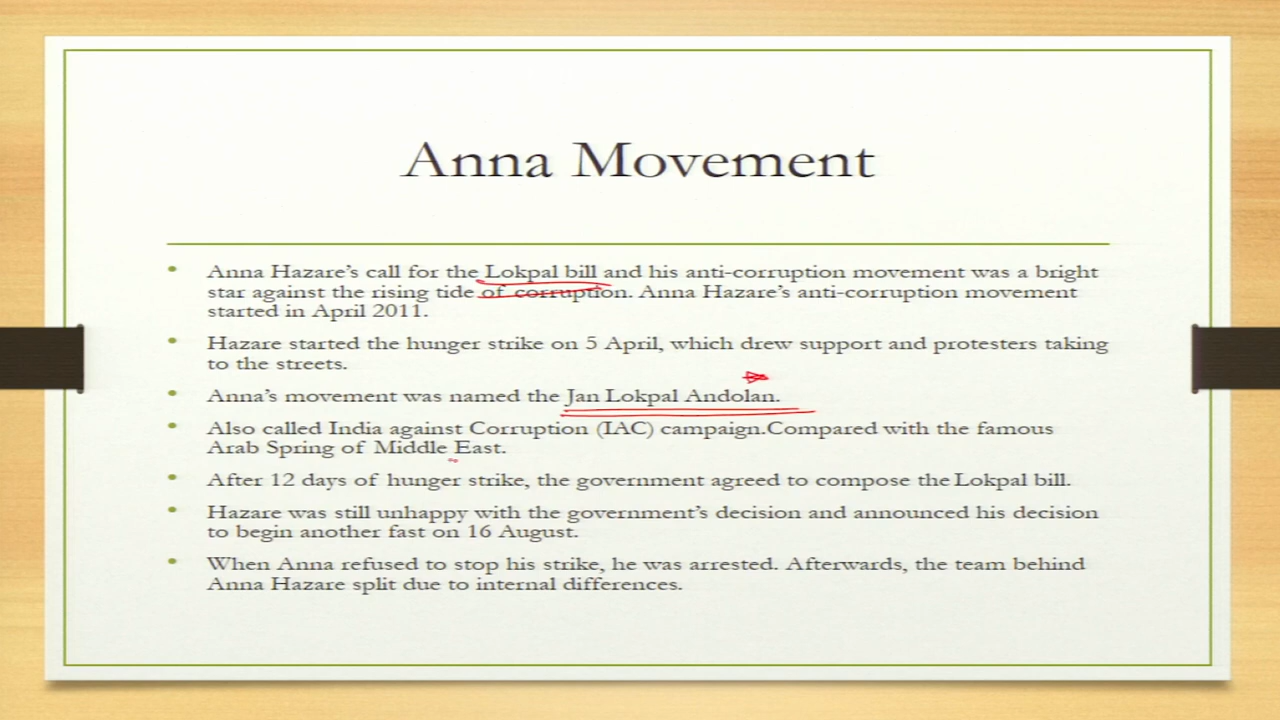 Anna Movement
• Anna Hazare's call for the Lokpal bill and his anti-corruption movement was a bright
star against the rising tide of corruption. Anna Hazare's anti-corruption movement
started in April 2011.
• Hazare started the hunger strike on 5 April, which drew support and protesters taking
to the streets.
• Anna's movement was named the Jan Lokpal Andolan.
• Also called India against Corruption (IAC) campaign.Compared with the famous
Arab Spring of Middle East.
• After 12 days of hunger strike, the government agreed to compose the Lokpal bill.
• Hazare was still unhappy with the government's decision and announced his decision
to begin another fast on 16 August.
• When Anna refused to stop his strike, he was arrested. Afterwards, the team behind
Anna Hazare split due to internal differences.